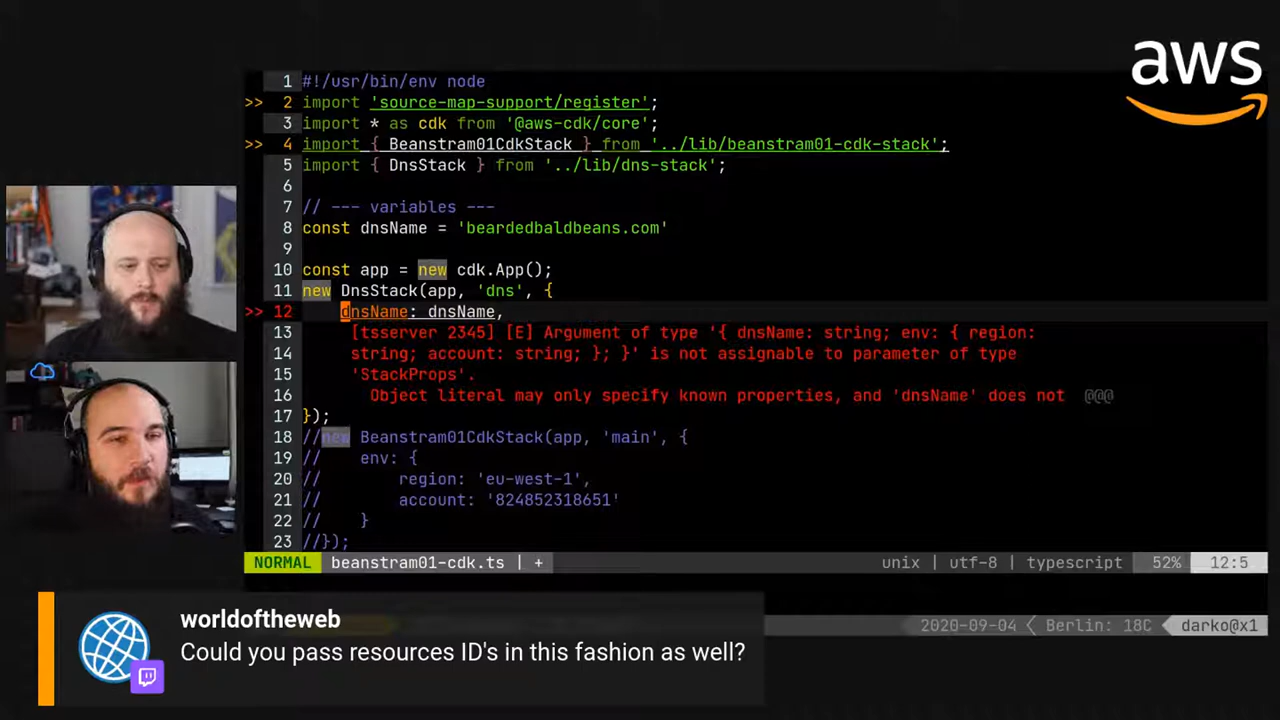 aws
1 #!/usr/bin/env node
>> 2 import 'source-map-support/register';
3 import * as cdk from '@aws-cdk/core';
>> 4 import { Beanstram01CdkStack } from '../lib/beanstram01-cdk-stack';
5 import { DnsStack } from '../lib/dns-stack';
6
7 // --- variables ---
8 const dnsName = 'beardedbaldbeans.com'
9
10 const app = new cdk.App();
11 new DnsStack(app, 'dns', {
>> 12 dnsName: dnsName,
13 [tsserver 2345] [E] Argument of type '{ dnsName: string; env: { region:
14 string; account: string; }; }' is not assignable to parameter of type
15 'StackProps'.
16 Object literal may only specify known properties, and 'dnsName' does not @@@
17 });
18 //new Beanstram01CdkStack(app, 'main', {
19 // env: {
20 // region: 'eu-west-1',
21 // account: '824852318651'
22 // }
23 //});
NORMAL beanstram01-cdk.ts | + unix | utf-8 | typescript 52% 12:5
2020-09-04 Berlin: 18C darko@x1
worldoftheweb
Could you pass resources ID's in this fashion as well?